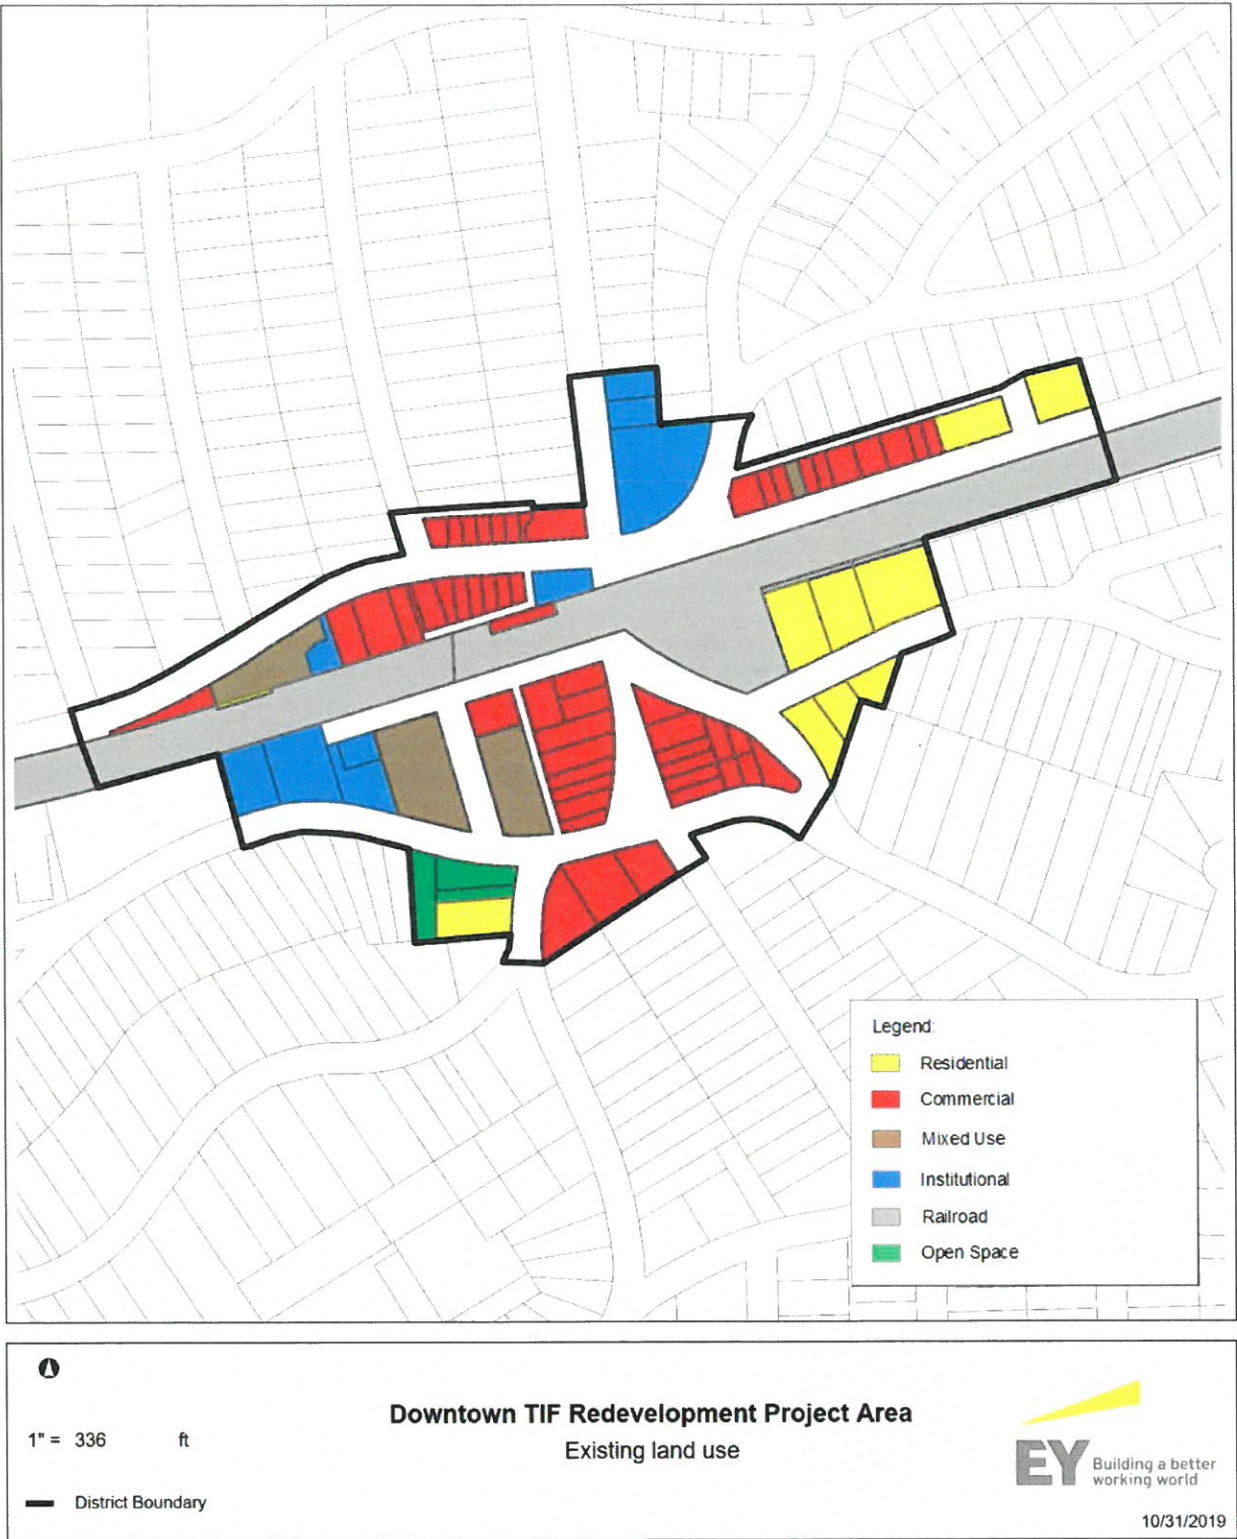 Legend:
Residential
Commercial
Mixed Use
Institutional
Railroad
Open Space
Downtown TIF Redevelopment Project Area
Existing land use
1" = 336 ft
District Boundary
EY
Building a better
working world
10/31/2019